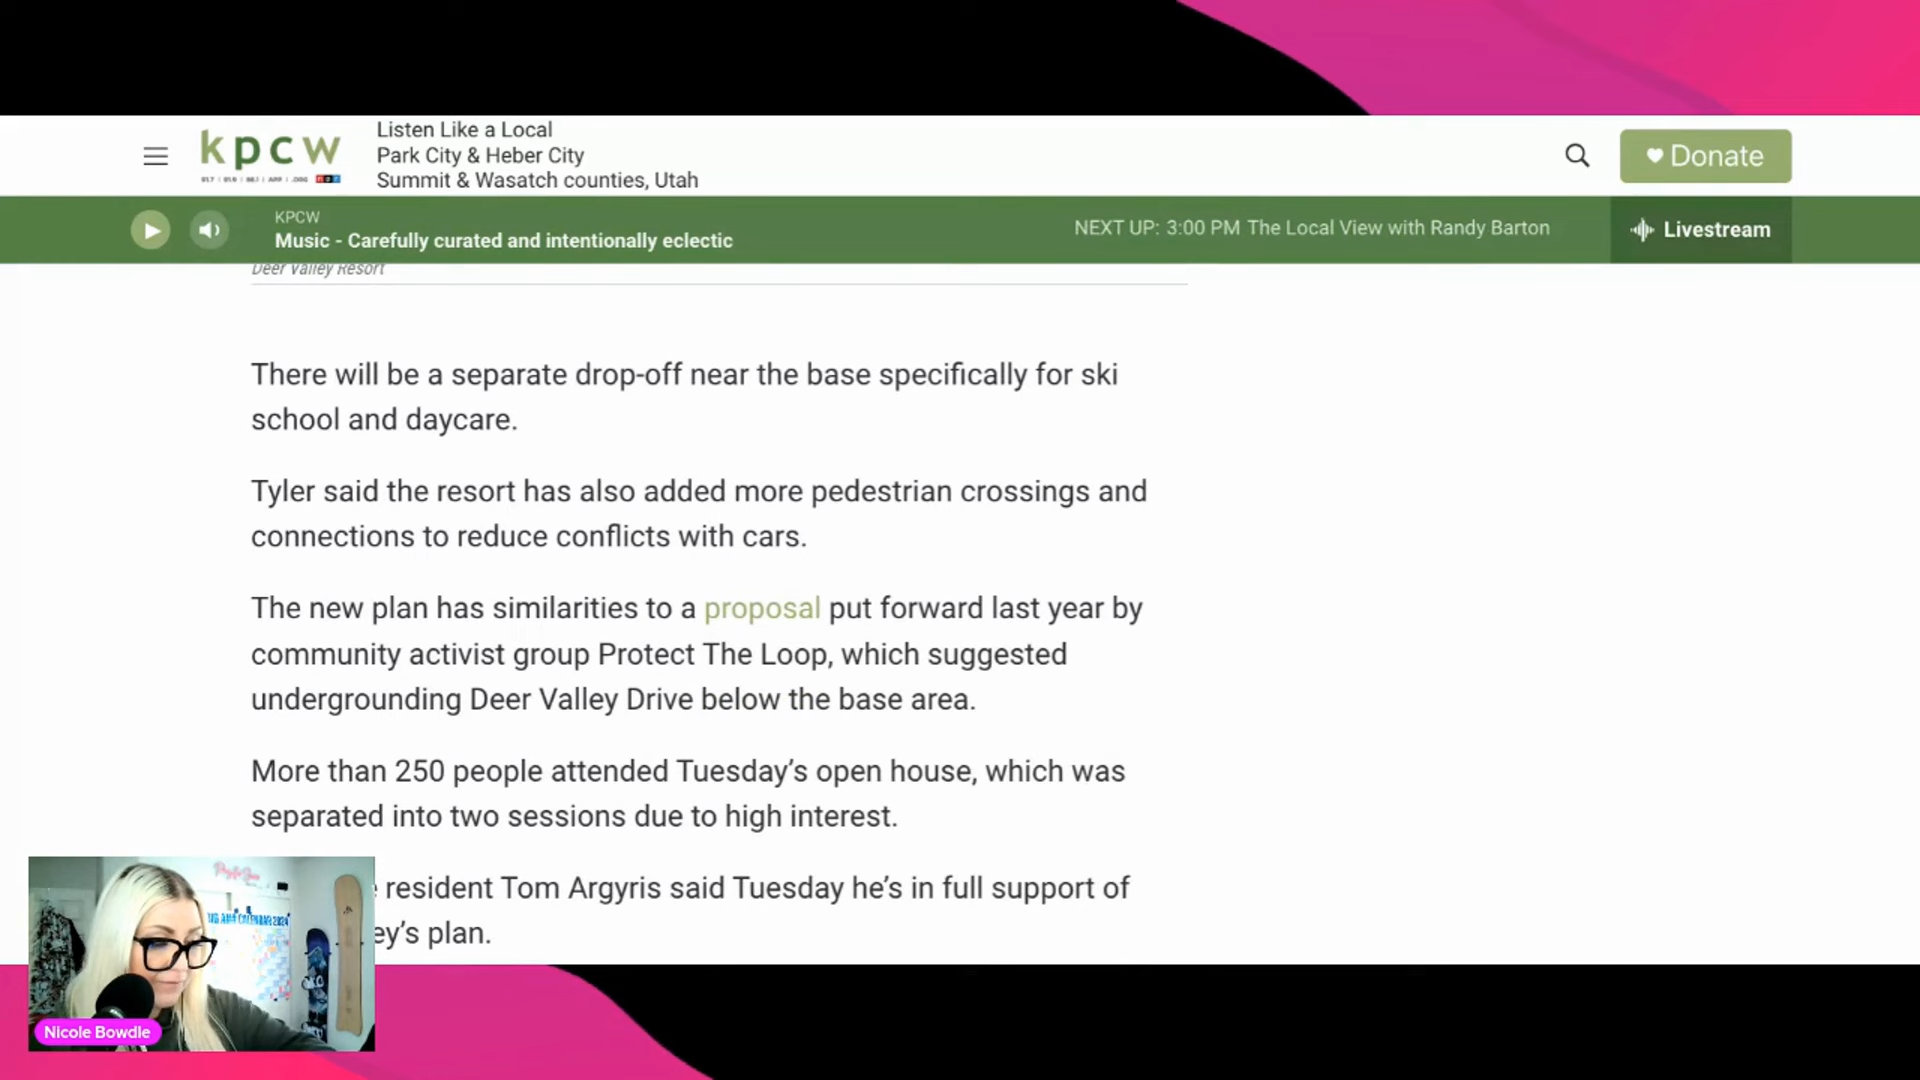 kpcw
Listen Like a Local
Park City & Heber City
Summit & Wasatch counties, Utah
Donate
KPCW
Music - Carefully curated and intentionally eclectic
NEXT UP: 3:00 PM The Local View with Randy Barton
Livestream
Deer Valley Resort
There will be a separate drop-off near the base specifically for ski
school and daycare.
Tyler said the resort has also added more pedestrian crossings and
connections to reduce conflicts with cars.
The new plan has similarities to a proposal put forward last year by
community activist group Protect The Loop, which suggested
undergrounding Deer Valley Drive below the base area.
More than 250 people attended Tuesday's open house, which was
separated into two sessions due to high interest.
resident Tom Argyris said Tuesday he's in full support of
ey's plan.
CALENDAR 2024
Nicole Bowdle